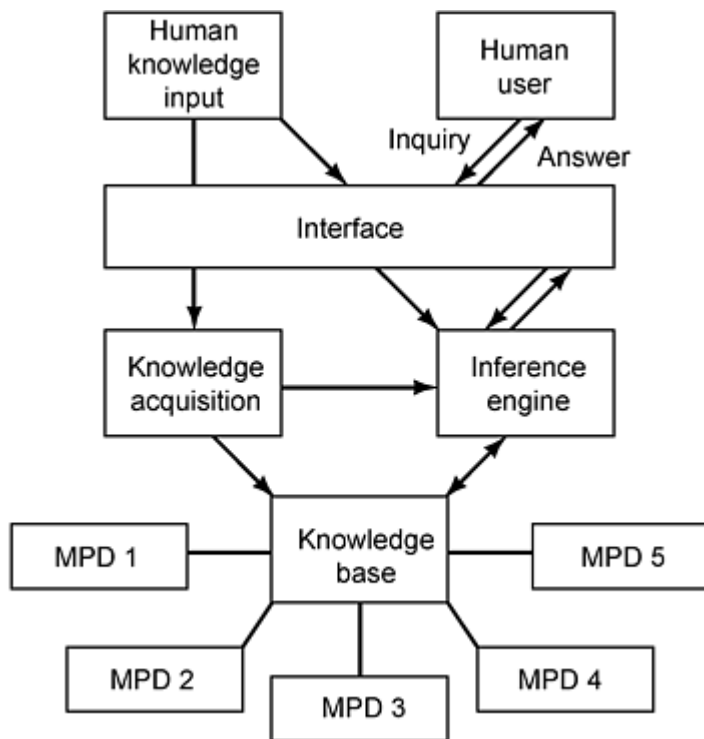 Human
knowledge
input
Human
user
Inquiry
Answer
Interface
Knowledge
acquisition
Inference
engine
Knowledge
base
MPD 1
MPD 5
MPD 2
MPD 4
MPD 3